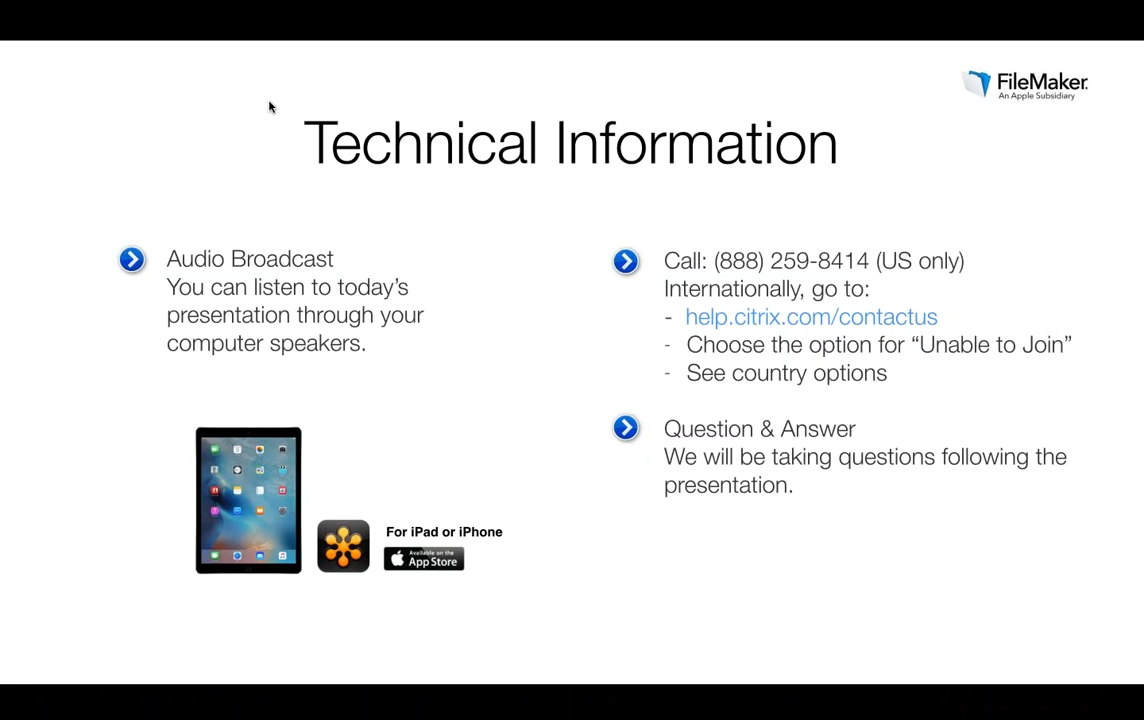 FileMaker
An Apple Subsidiary
Technical Information
Audio Broadcast
You can listen to today’s
presentation through your
computer speakers.
For iPad or iPhone
Available on the
App Store
Call: (888) 259-8414 (US only)
Internationally, go to:
- help.citrix.com/contactus
- Choose the option for “Unable to Join”
- See country options
Question & Answer
We will be taking questions following the
presentation.